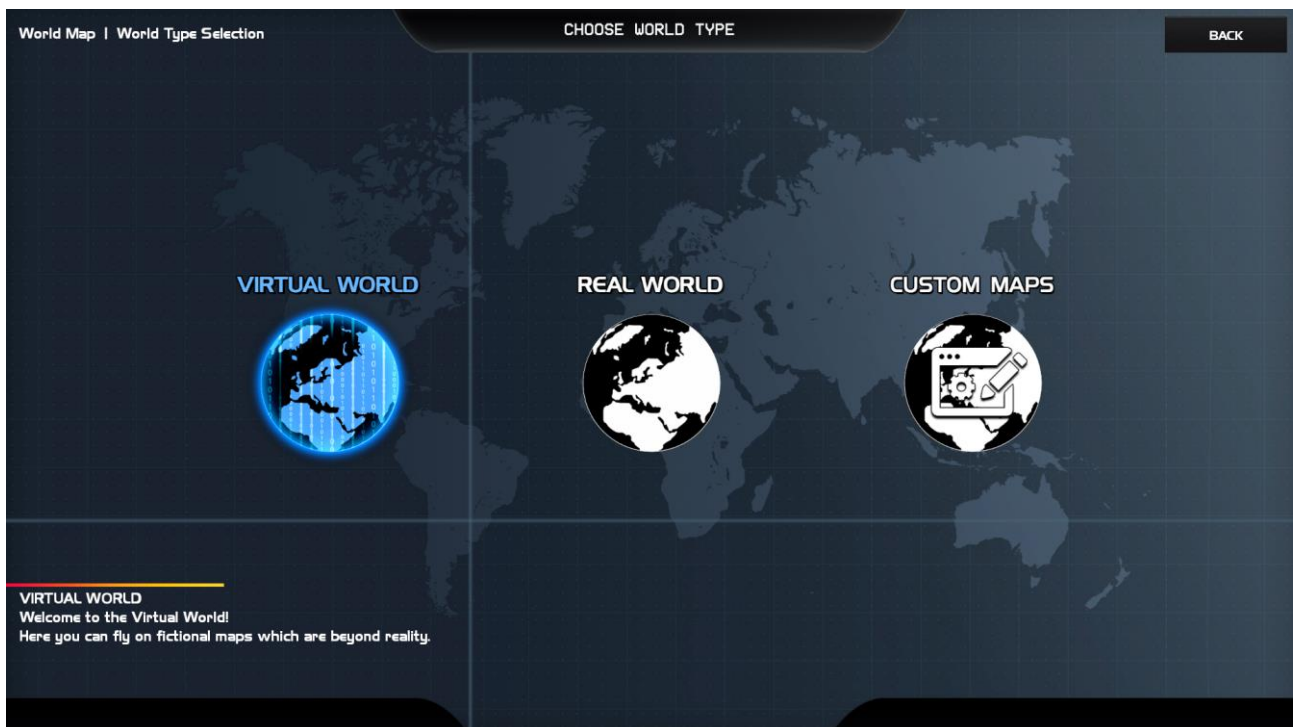 World Map | World Type Selection
CHOOSE WORLD TYPE
BACK
VIRTUAL WORLD
REAL WORLD
CUSTOM MAPS
VIRTUAL WORLD
Welcome to the Virtual World!
Here you can fly on fictional maps which are beyond reality.